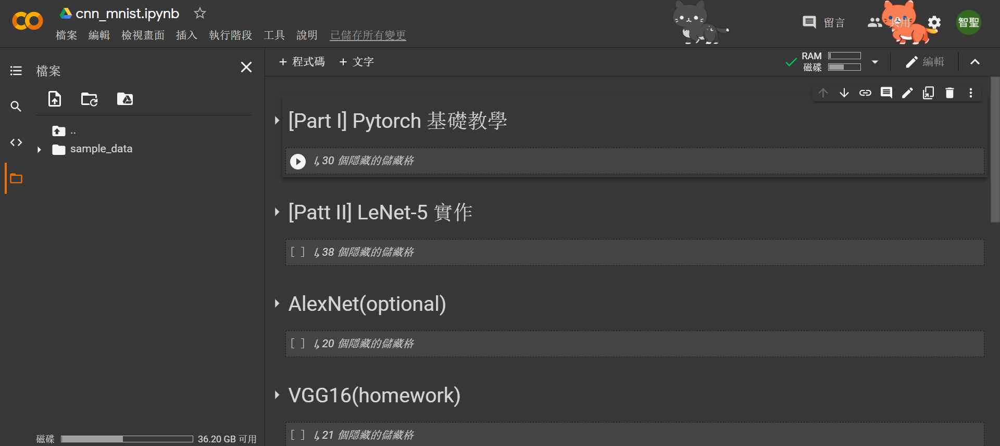 cnn_mnist.ipynb
檔案 編輯 檢視畫面 插入 執行階段 工具 說明 已儲存所有變更
留言 共用 智聖
檔案
+ 程式碼 + 文字
RAM
磁碟
編輯
..
sample_data
[Part I] Pytorch 基礎教學
↳ 30 個隱藏的儲藏格
[Patt II] LeNet-5 實作
[ ] ↳ 38 個隱藏的儲藏格
AlexNet(optional)
[ ] ↳ 20 個隱藏的儲藏格
VGG16(homework)
[ ] ↳ 21 個隱藏的儲藏格
磁碟 36.20 GB 可用